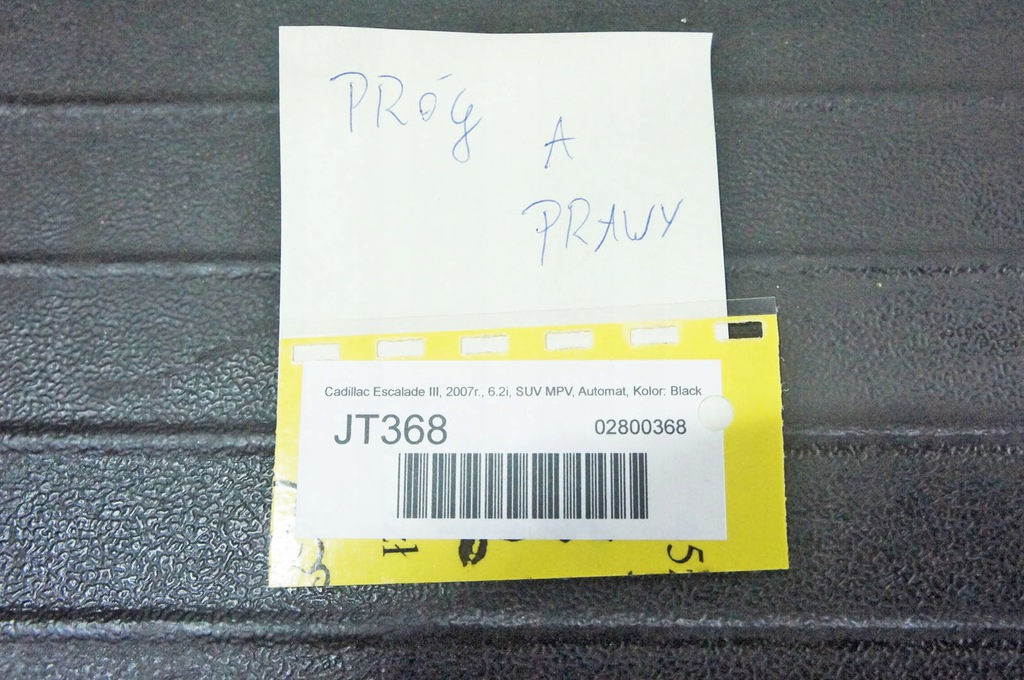 PRÓG
A
PRAWY
Cadillac Escalade III, 2007r., 6.2i, SUV MPV, Automat, Kolor: Black
JT368 02800368